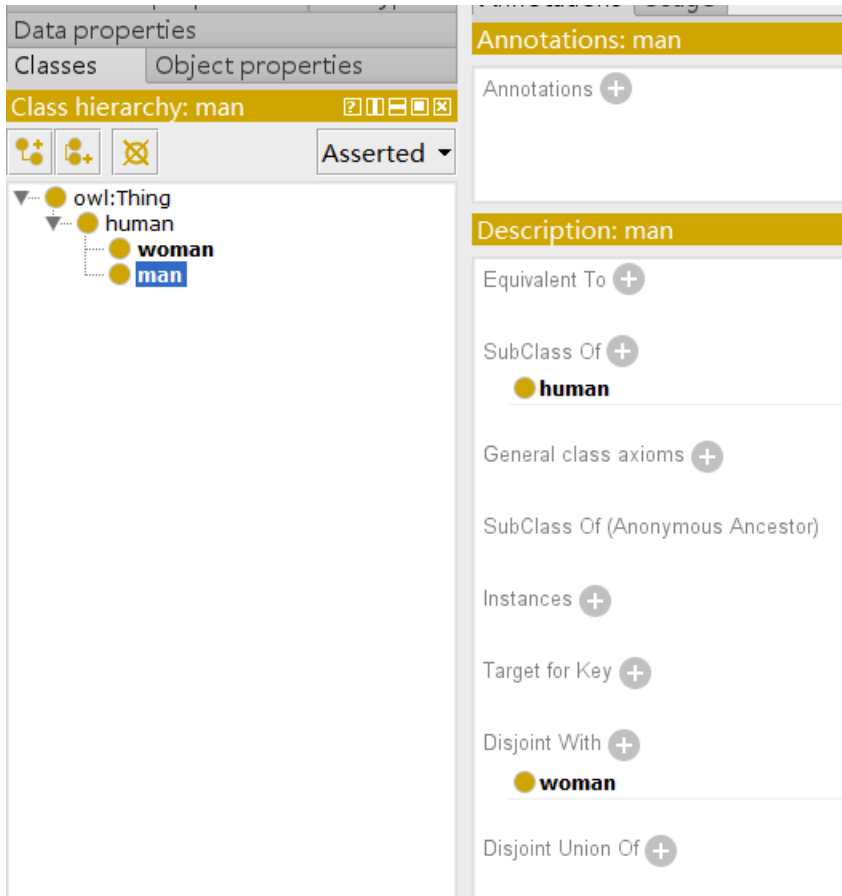 Data properties
Classes
Object properties
Class hierarchy: man
Asserted
owl:Thing
human
woman
man
Annotations: man
Annotations
Description: man
Equivalent To
SubClass Of
human
General class axioms
SubClass Of (Anonymous Ancestor)
Instances
Target for Key
Disjoint With
woman
Disjoint Union Of